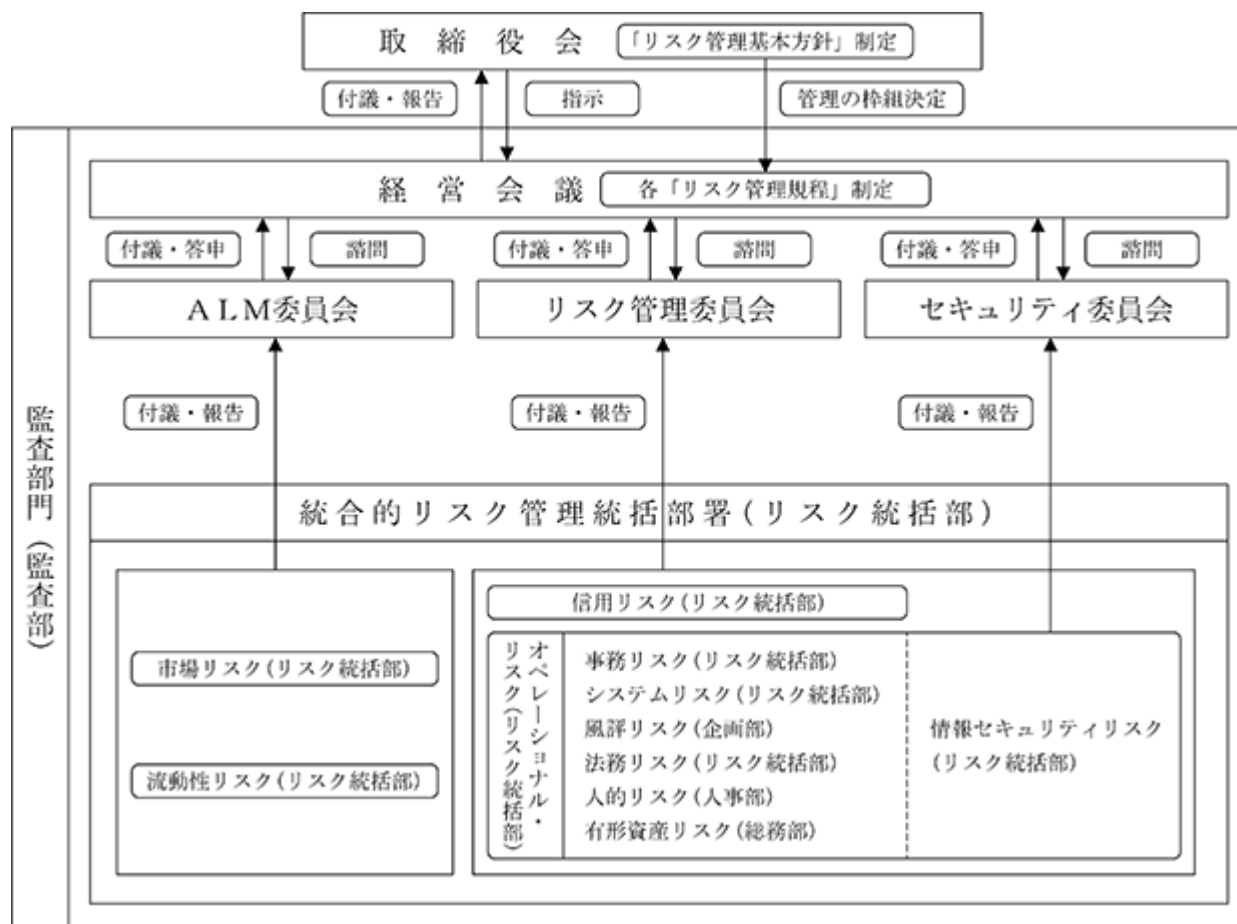 取締役会
「リスク管理基本方針」制定
付議・報告
指示
管理の枠組決定
経営会議
各「リスク管理規程」制定
付議・答申
諮問
付議・答申
諮問
付議・答申
諮問
ALM委員会
リスク管理委員会
セキュリティ委員会
付議・報告
付議・報告
付議・報告
監査部門(監査部)
統合的リスク管理統括部署(リスク統括部)
市場リスク(リスク統括部)
流動性リスク(リスク統括部)
信用リスク(リスク統括部)
オペレーショナル・
リスク(リスク統括部)
事務リスク(リスク統括部)
システムリスク(リスク統括部)
風評リスク(企画部)
法務リスク(リスク統括部)
人的リスク(人事部)
有形資産リスク(総務部)
情報セキュリティリスク
(リスク統括部)